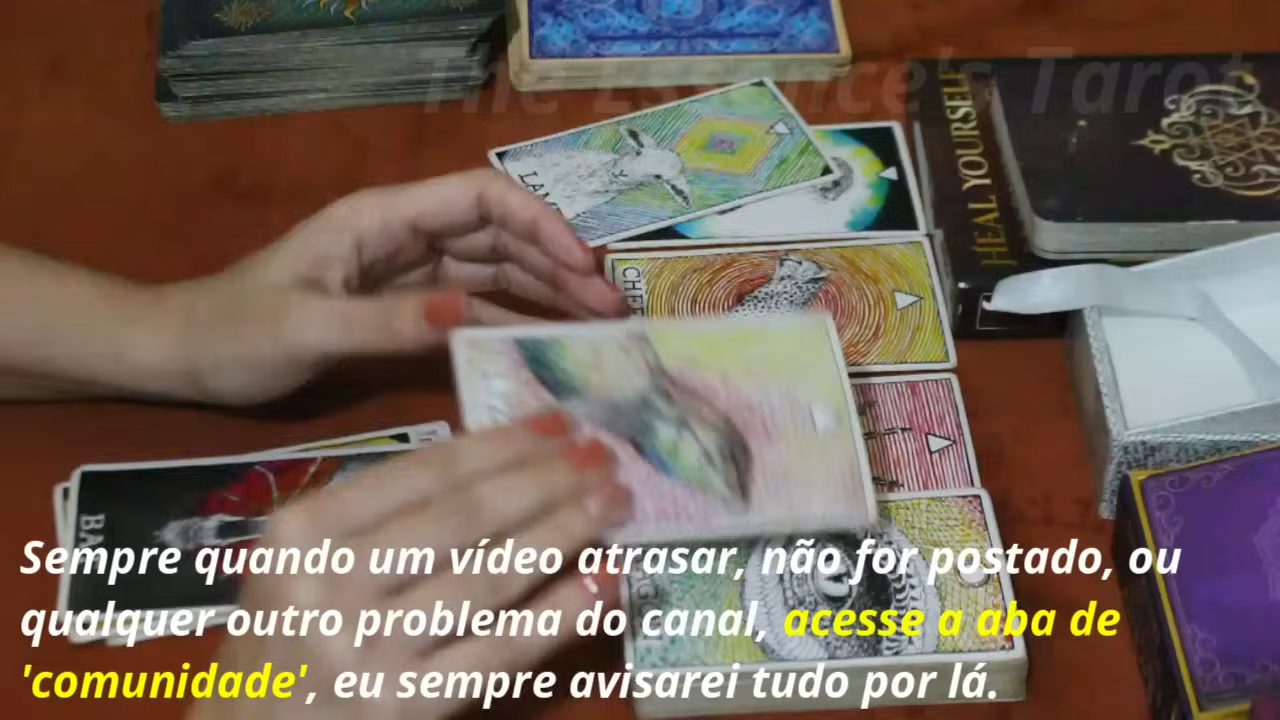 The Essence's Tarot
HEAL YOURSELF
Sempre quando um vídeo atrasar, não for postado, ou
qualquer outro problema do canal, acesse a aba de
'comunidade', eu sempre avisarei tudo por lá.